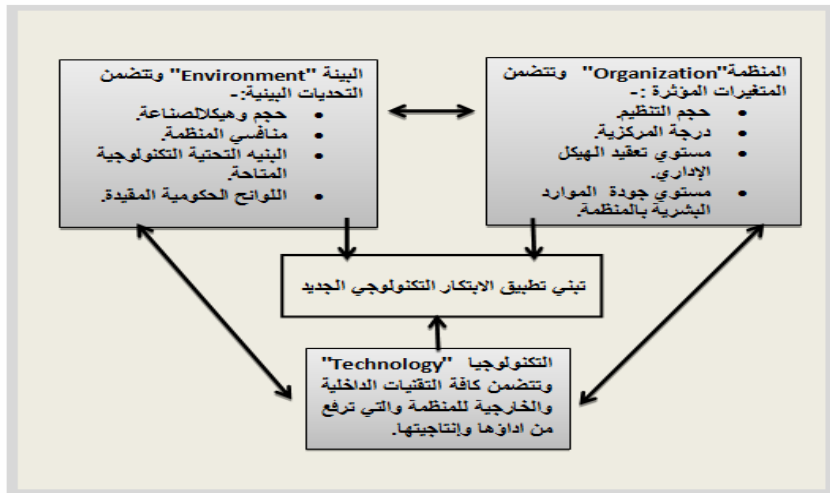 المنظمة"Organization" وتتضمن
المتغيرات المؤثرة :-
• حجم التنظيم.
• درجة المركزية.
• مستوي تعقيد الهيكل
الإداري.
• مستوي جودة الموارد
البشرية بالمنظمة.
البيئة "Environment" وتتضمن
التحديات البيئية:-
• حجم وهيكلالصناعة.
• منافسي المنظمة.
• البنيه التحتية التكنولوجية
المتاحة.
• اللوائح الحكومية المقيدة.
تبني تطبيق الابتكار التكنولوجي الجديد
التكنولوجيا "Technology"
وتتضمن كافة التقنيات الداخلية
والخارجية للمنظمة والتي ترفع
من اداؤها وإنتاجيتها.